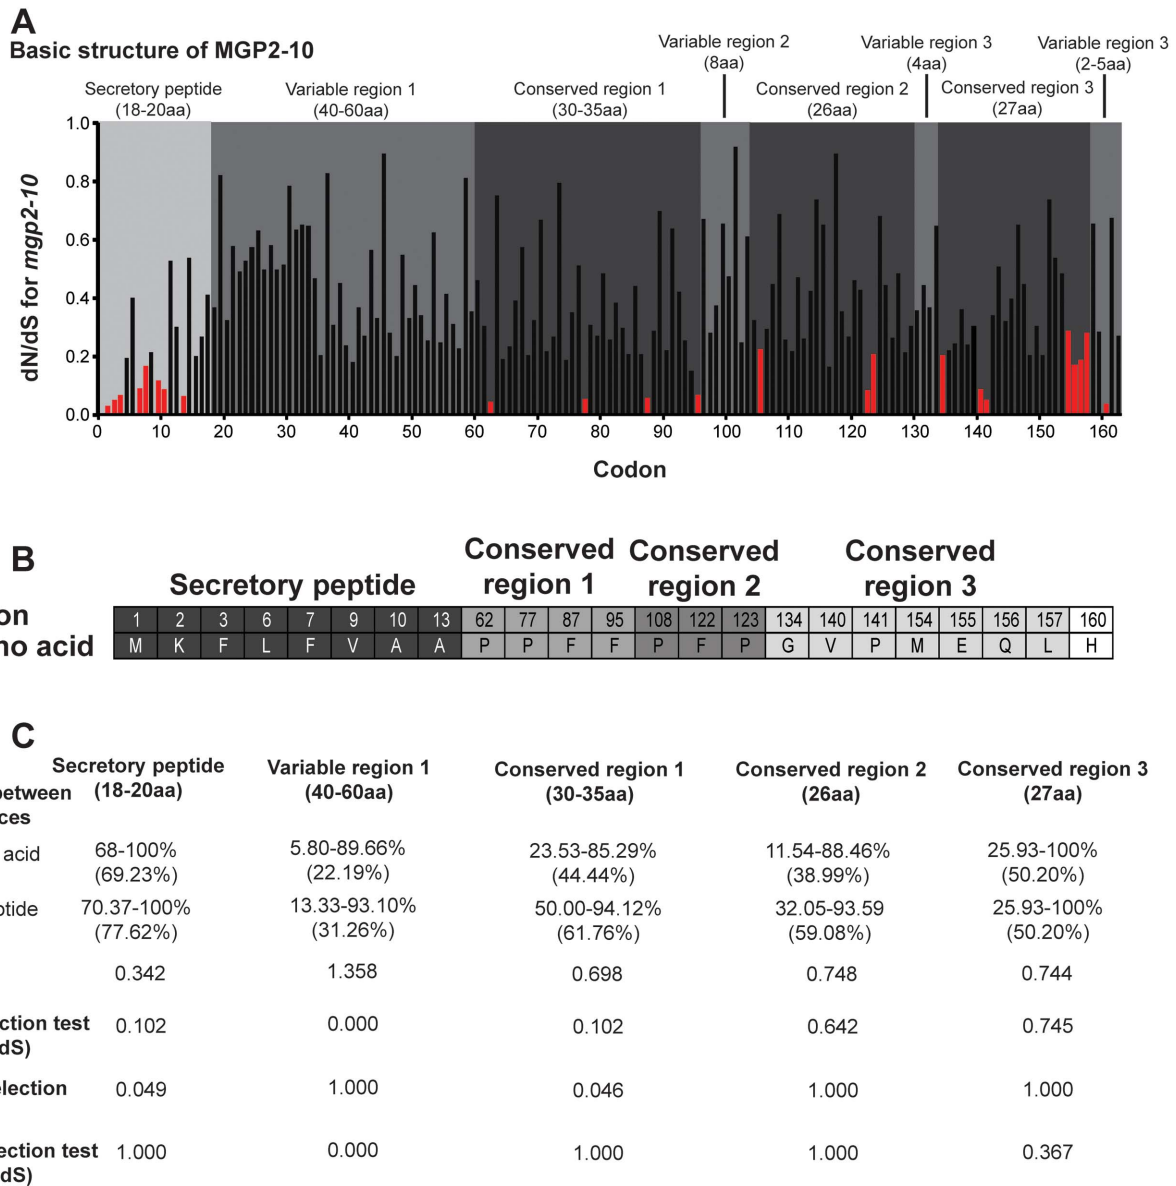 A
Basic structure of MGP2-10
Variable region 2
(8aa)
Variable region 3
(4aa)
Variable region 3
(2-5aa)
Secretory peptide
(18-20aa)
Variable region 1
(40-60aa)
Conserved region 1
(30-35aa)
Conserved region 2
(26aa)
Conserved region 3
(27aa)
dN/dS for mgp2-10
1.0
0.8
0.6
0.4
0.2
0.0
0 10 20 30 40 50 60 70 80 90 100 110 120 130 140 150 160
Codon
B
Secretory peptide
Conserved
region 1
Conserved
region 2
Conserved
region 3
on 1 2 3 6 7 9 10 13 62 77 87 95 108 122 123 134 140 141 154 155 156 157 160
no acid M K F L F V A A P P F F P F P G V P M E Q L H
C
Secretory peptide
(18-20aa)
Variable region 1
(40-60aa)
Conserved region 1
(30-35aa)
Conserved region 2
(26aa)
Conserved region 3
(27aa)
between
ces
acid 68-100% 5.80-89.66% 23.53-85.29% 11.54-88.46% 25.93-100%
(69.23%) (22.19%) (44.44%) (38.99%) (50.20%)
otide 70.37-100% 13.33-93.10% 50.00-94.12% 32.05-93.59 25.93-100%
(77.62%) (31.26%) (61.76%) (59.08%) (50.20%)
0.342 1.358 0.698 0.748 0.744
ction test 0.102 0.000 0.102 0.642 0.745
dS)
election 0.049 1.000 0.046 1.000 1.000
ection test 1.000 0.000 1.000 1.000 0.367
dS)